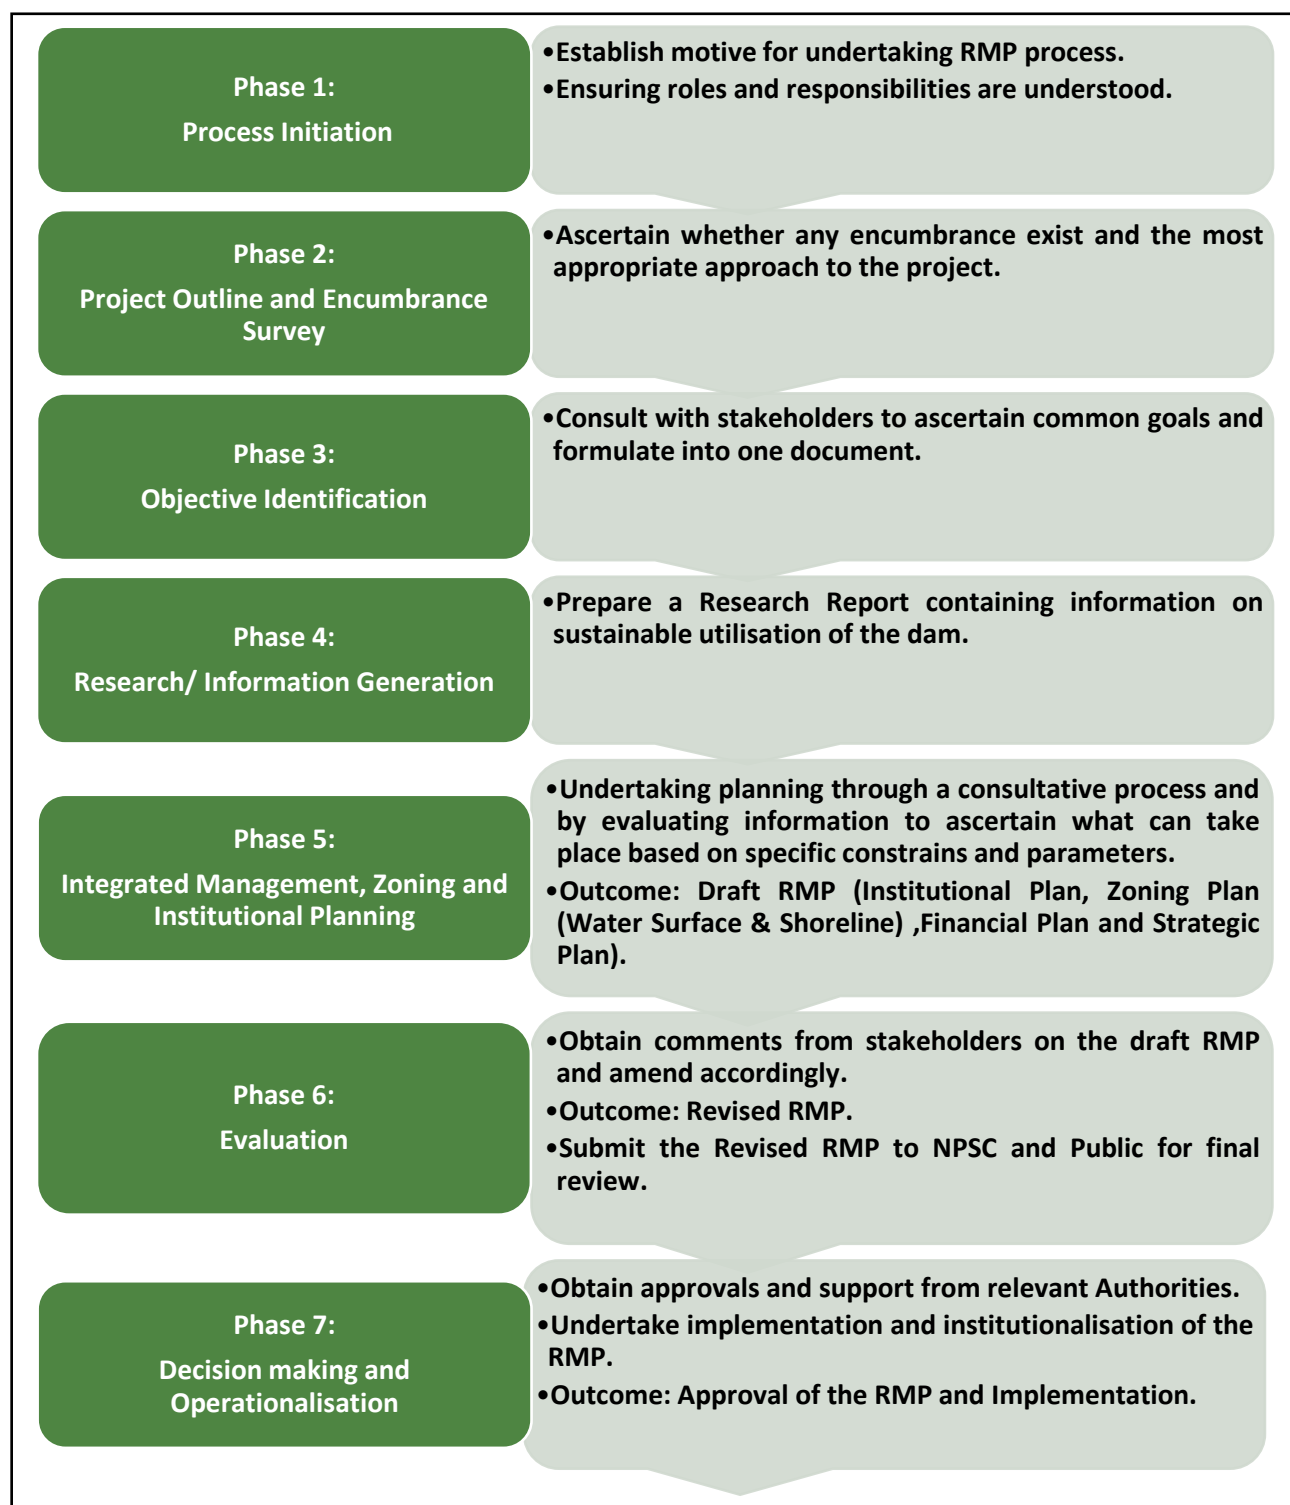 Phase 1:
Process Initiation
•Establish motive for undertaking RMP process.
•Ensuring roles and responsibilities are understood.
Phase 2:
Project Outline and Encumbrance
Survey
•Ascertain whether any encumbrance exist and the most
appropriate approach to the project.
Phase 3:
Objective Identification
•Consult with stakeholders to ascertain common goals and
formulate into one document.
Phase 4:
Research/ Information Generation
•Prepare a Research Report containing information on
sustainable utilisation of the dam.
Phase 5:
Integrated Management, Zoning and
Institutional Planning
•Undertaking planning through a consultative process and
by evaluating information to ascertain what can take
place based on specific constrains and parameters.
•Outcome: Draft RMP (Institutional Plan, Zoning Plan
(Water Surface & Shoreline) ,Financial Plan and Strategic
Plan).
Phase 6:
Evaluation
•Obtain comments from stakeholders on the draft RMP
and amend accordingly.
•Outcome: Revised RMP.
•Submit the Revised RMP to NPSC and Public for final
review.
Phase 7:
Decision making and
Operationalisation
•Obtain approvals and support from relevant Authorities.
•Undertake implementation and institutionalisation of the
RMP.
•Outcome: Approval of the RMP and Implementation.